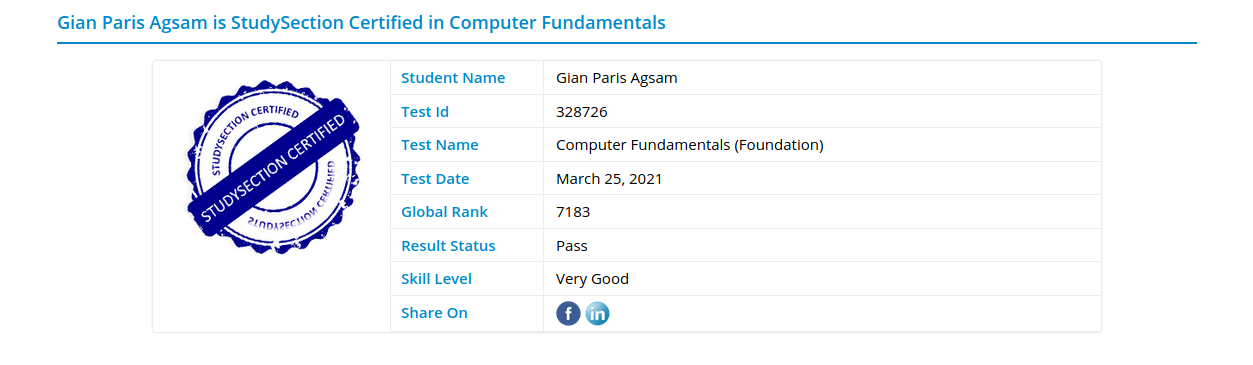 Gian Paris Agsam is StudySection Certified in Computer Fundamentals
STUDYSECTION CERTIFIED
STUDYSECTION CERTIFIED
STUDYSECTION CERTIFIED
Student Name Gian Paris Agsam
Test Id 328726
Test Name Computer Fundamentals (Foundation)
Test Date March 25, 2021
Global Rank 7183
Result Status Pass
Skill Level Very Good
Share On f in